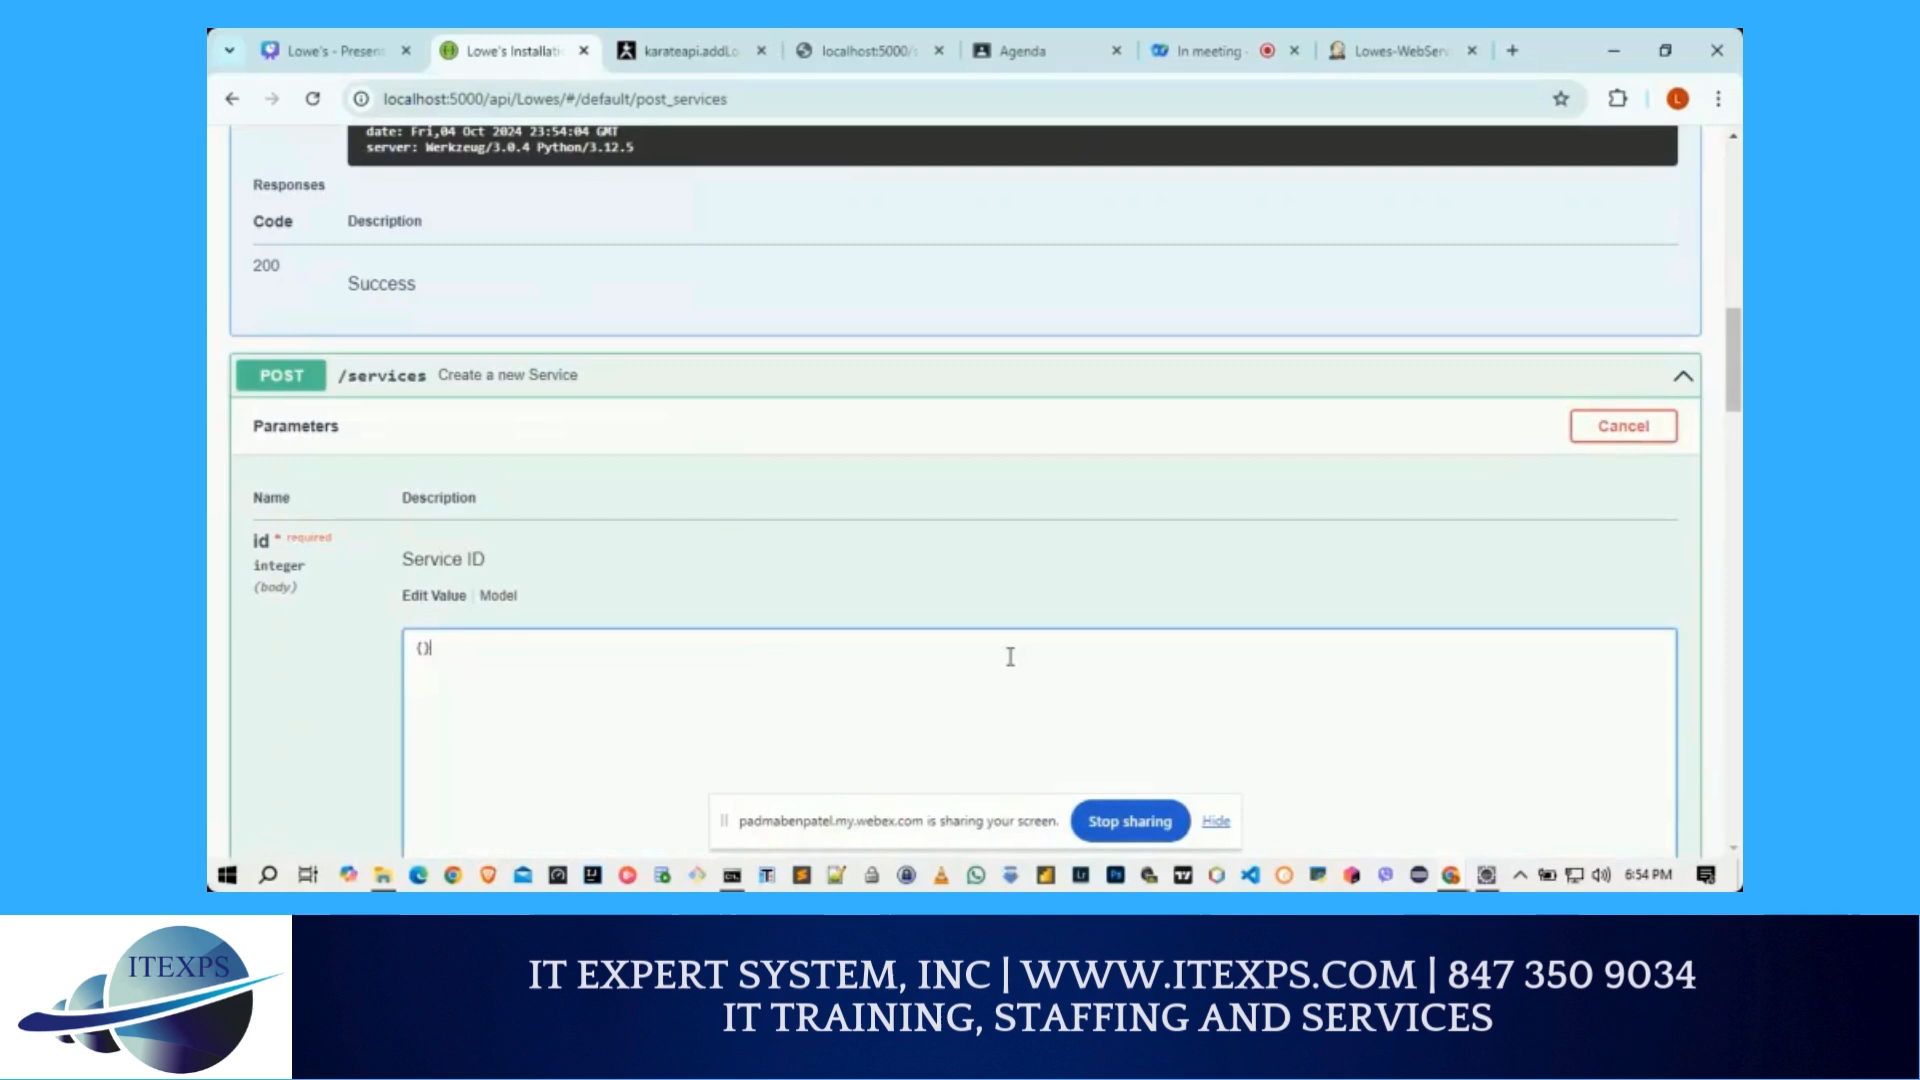 Lowe's - Presen
Lowe's Installati
karateapi.addLo
localhost:5000/s
Agenda
In meeting -
Lowes-WebServ
localhost:5000/api/Lowes/#/default/post_services
L
date: Fri,04 Oct 2024 23:54:04 GMT
server: Werkzeug/3.0.4 Python/3.12.5
Responses
Code Description
200 Success
POST /services Create a new Service
Parameters
Cancel
Name Description
id * required
integer
(body)
Service ID
Edit Value | Model
{}
padmabenpatel.my.webex.com is sharing your screen. Stop sharing Hide
6:54 PM
ITEXPS
IT EXPERT SYSTEM, INC | WWW.ITEXPS.COM | 847 350 9034
IT TRAINING, STAFFING AND SERVICES